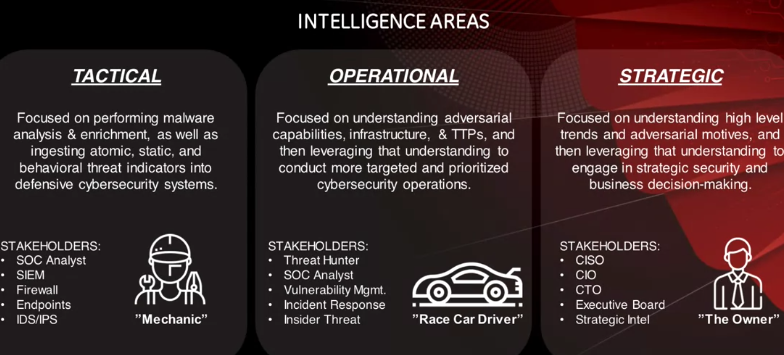 INTELLIGENCE AREAS
TACTICAL
Focused on performing malware
analysis & enrichment, as well as
ingesting atomic, static, and
behavioral threat indicators into
defensive cybersecurity systems.
STAKEHOLDERS:
• SOC Analyst
• SIEM
• Firewall
• Endpoints
• IDS/IPS
"Mechanic"
OPERATIONAL
Focused on understanding adversarial
capabilities, infrastructure, & TTPs, and
then leveraging that understanding to
conduct more targeted and prioritized
cybersecurity operations.
STAKEHOLDERS:
• Threat Hunter
• SOC Analyst
• Vulnerability Mgmt.
• Incident Response
• Insider Threat
"Race Car Driver"
STRATEGIC
Focused on understanding high level
trends and adversarial motives, and
then leveraging that understanding to
engage in strategic security and
business decision-making.
STAKEHOLDERS:
• CISO
• CIO
• CTO
• Executive Board
• Strategic Intel
"The Owner"